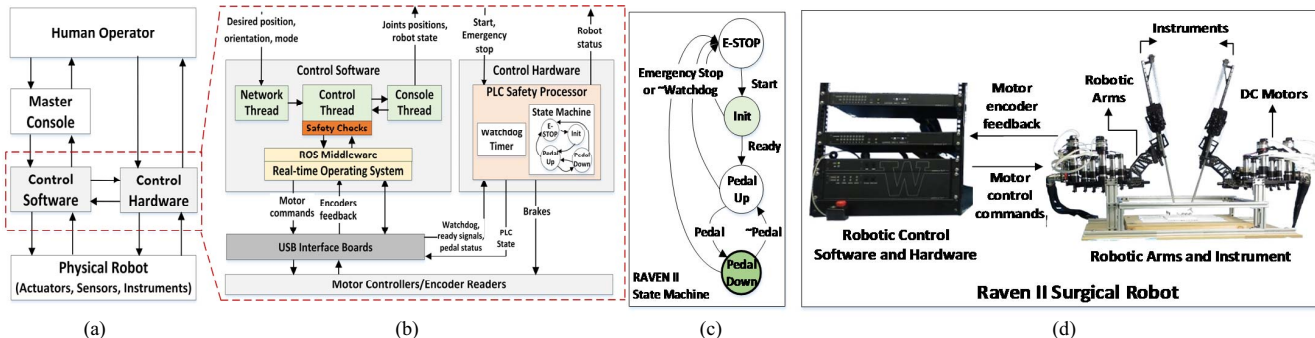 Human Operator
Master
Console
Control
Software
Control
Hardware
Physical Robot
(Actuators, Sensors, Instruments)
(a)
Desired position,
orientation, mode
Joints positions,
robot state
Start,
Emergency
stop
Robot
status
Control Software
Network
Thread
Control
Thread
Console
Thread
Safety Checks
ROS Middleware
Real-time Operating System
Control Hardware
PLC Safety Processor
State Machine
Watchdog
Timer
E-
STOP
Init
Pedal
Up
Pedal
Down
Motor
commands
Encoders
feedback
Watchdog,
ready signals,
pedal status
PLC
State
Brakes
USB Interface Boards
Motor Controllers/Encoder Readers
(b)
E-STOP
Emergency Stop
or ~Watchdog
Start
Init
Ready
Pedal
Up
Pedal
~Pedal
Pedal
Down
RAVEN II
State Machine
(c)
Instruments
Robotic
Arms
DC Motors
Motor encoder
feedback
Motor
control
commands
W
Robotic Control
Software and Hardware
Robotic Arms and Instrument
Raven II Surgical Robot
(d)